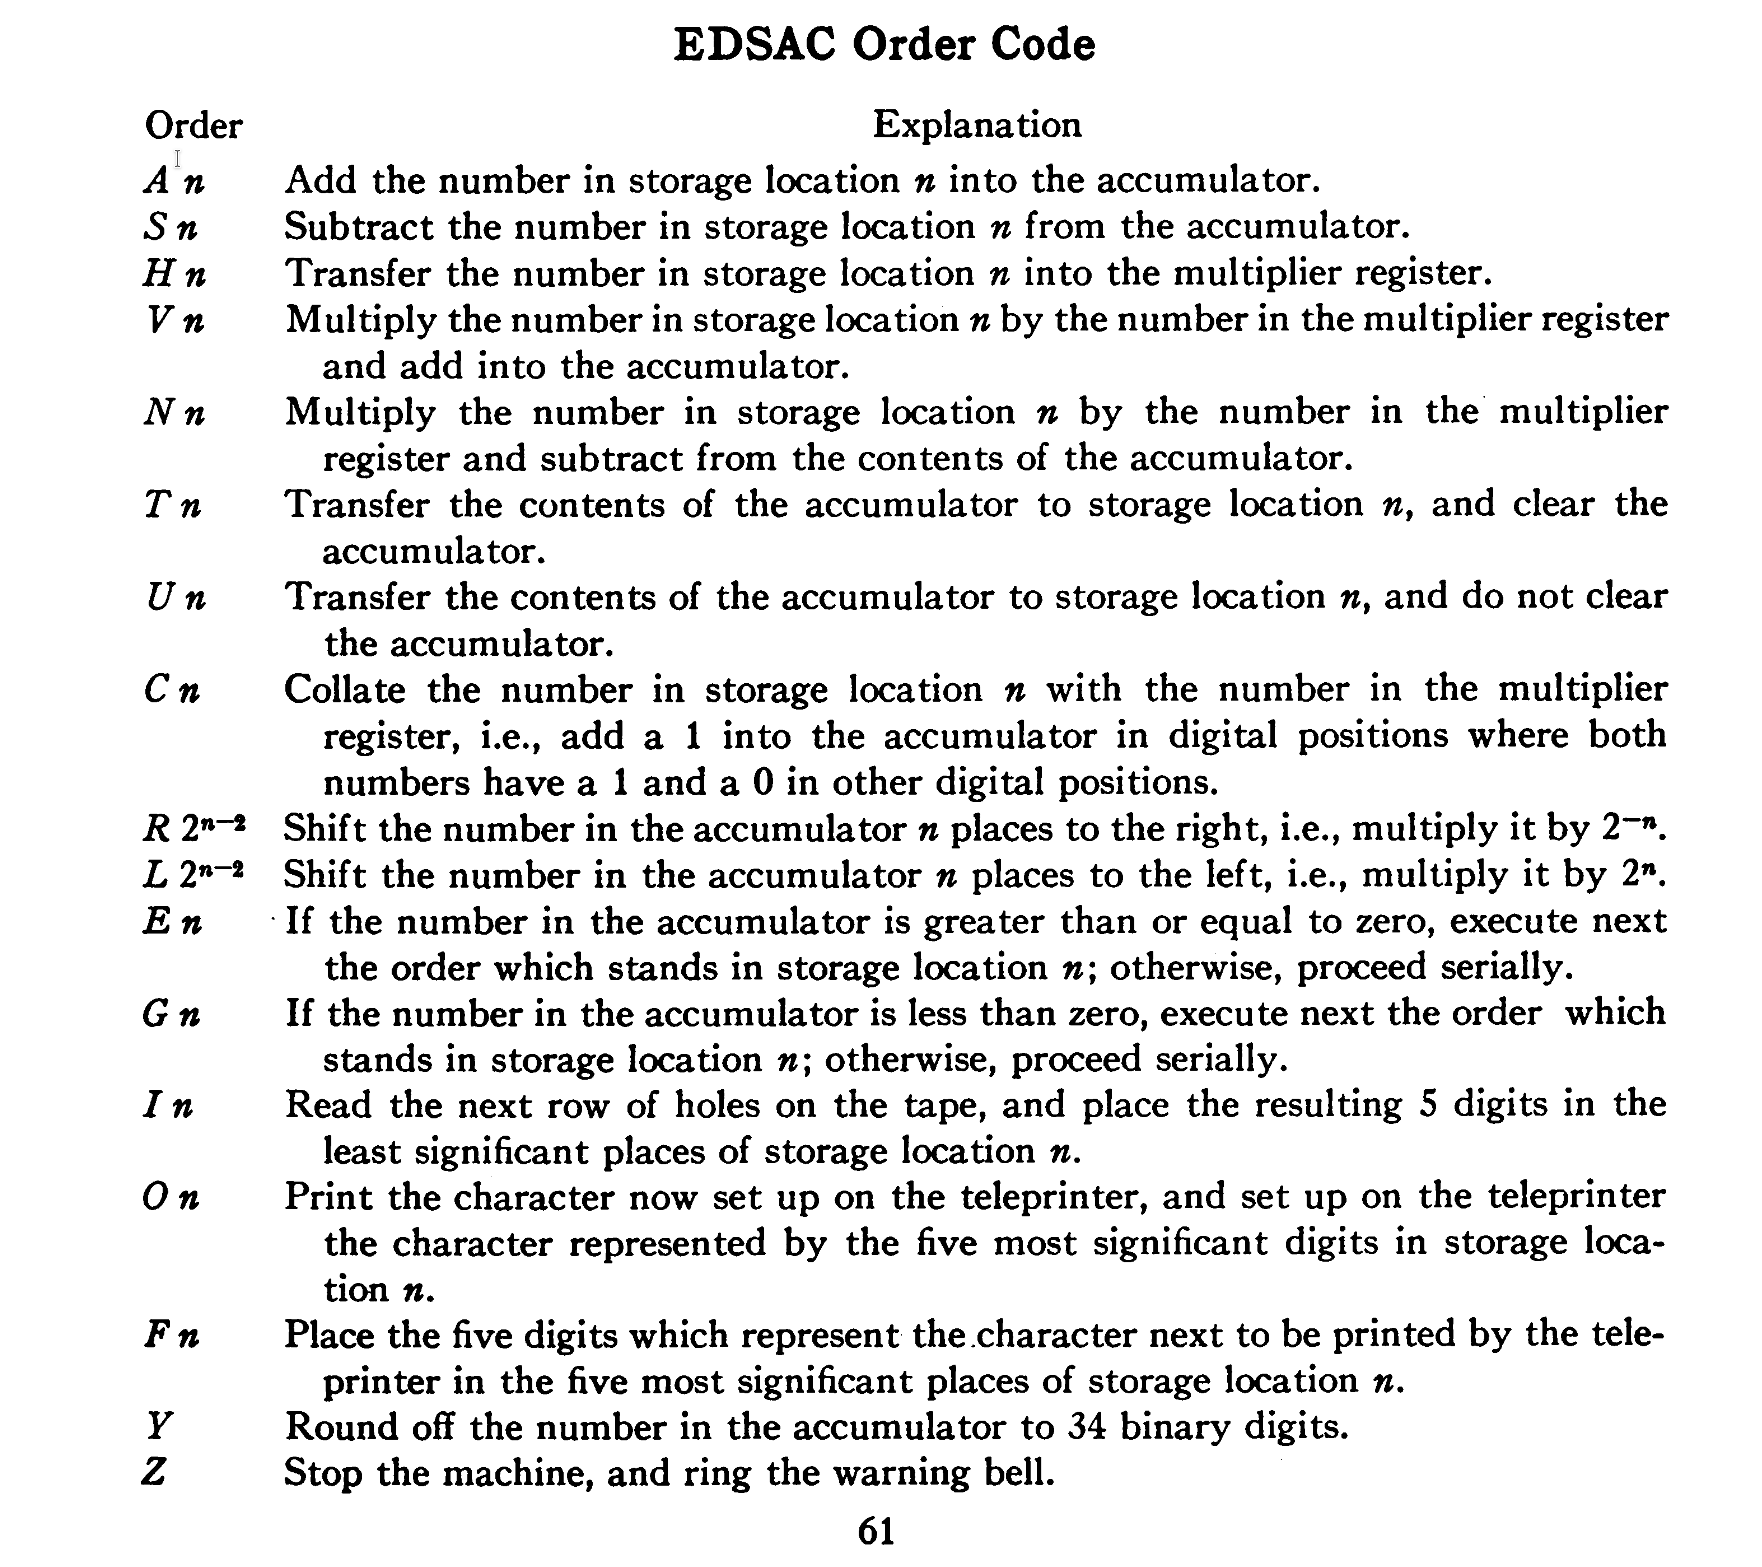 EDSAC Order Code
Order Explanation
A n Add the number in storage location n into the accumulator.
S n Subtract the number in storage location n from the accumulator.
H n Transfer the number in storage location n into the multiplier register.
V n Multiply the number in storage location n by the number in the multiplier register
and add into the accumulator.
N n Multiply the number in storage location n by the number in the multiplier
register and subtract from the contents of the accumulator.
T n Transfer the contents of the accumulator to storage location n, and clear the
accumulator.
U n Transfer the contents of the accumulator to storage location n, and do not clear
the accumulator.
C n Collate the number in storage location n with the number in the multiplier
register, i.e., add a 1 into the accumulator in digital positions where both
numbers have a 1 and a 0 in other digital positions.
R 2ⁿ⁻² Shift the number in the accumulator n places to the right, i.e., multiply it by 2⁻ⁿ.
L 2ⁿ⁻² Shift the number in the accumulator n places to the left, i.e., multiply it by 2ⁿ.
E n If the number in the accumulator is greater than or equal to zero, execute next
the order which stands in storage location n; otherwise, proceed serially.
G n If the number in the accumulator is less than zero, execute next the order which
stands in storage location n; otherwise, proceed serially.
I n Read the next row of holes on the tape, and place the resulting 5 digits in the
least significant places of storage location n.
O n Print the character now set up on the teleprinter, and set up on the teleprinter
the character represented by the five most significant digits in storage loca-
tion n.
F n Place the five digits which represent the character next to be printed by the tele-
printer in the five most significant places of storage location n.
Y Round off the number in the accumulator to 34 binary digits.
Z Stop the machine, and ring the warning bell.
61